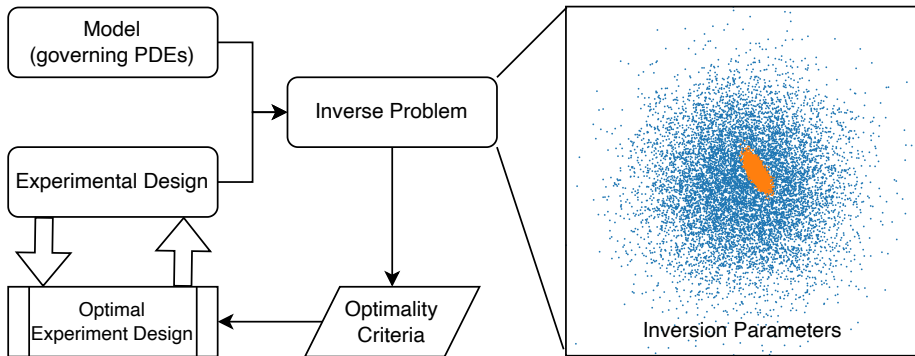 Model
(governing PDEs)
Inverse Problem
Experimental Design
Optimal
Experiment Design
Optimality
Criteria
Inversion Parameters